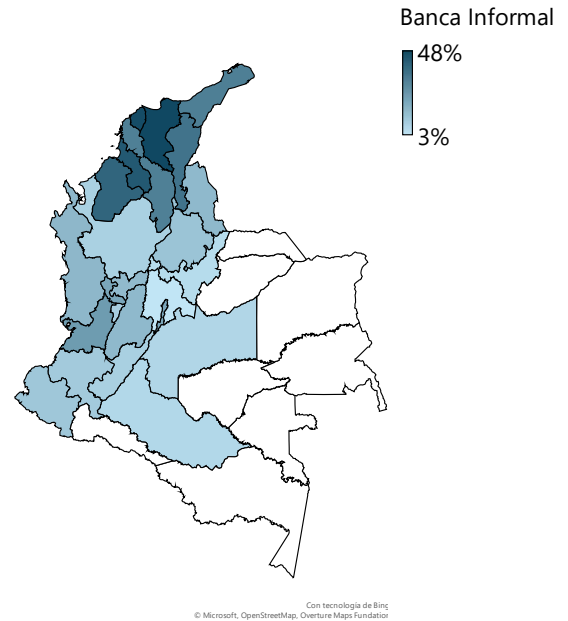 Banca Informal
48%
3%
Con tecnología de Bing
© Microsoft, OpenStreetMap, Overture Maps Fundation